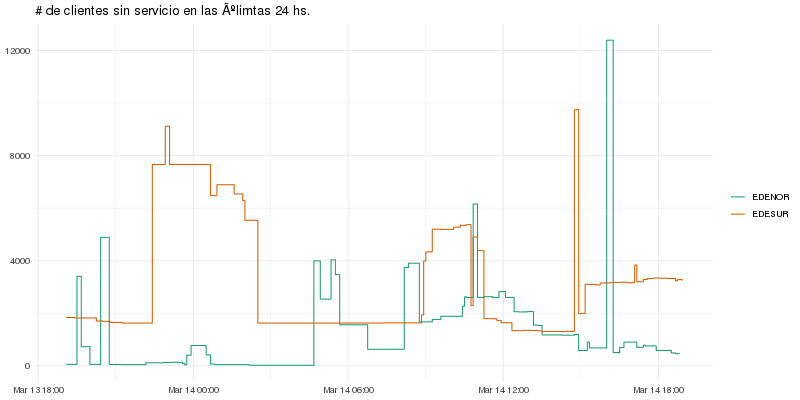 # de clientes sin servicio en las Ãºlimtas 24 hs.
12000
8000
4000
0
Mar 13 18:00
Mar 14 00:00
Mar 14 06:00
Mar 14 12:00
Mar 14 18:00
EDENOR
EDESUR